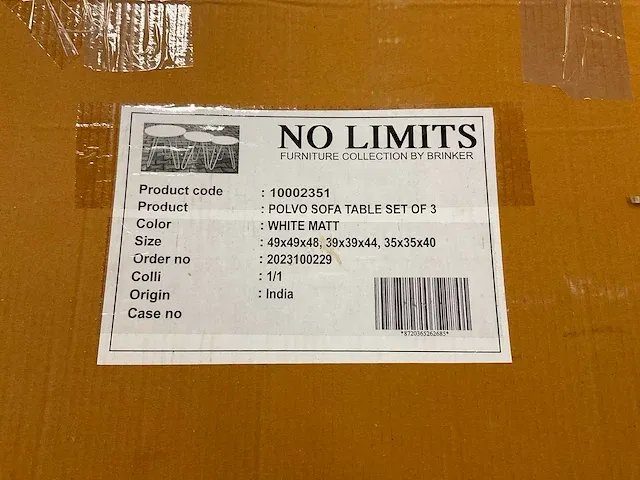 NO LIMITS
FURNITURE COLLECTION BY BRINKER
Product code : 10002351
Product : POLVO SOFA TABLE SET OF 3
Color : WHITE MATT
Size : 49x49x48, 39x39x44, 35x35x40
Order no : 2023100229
Colli : 1/1
Origin : India
Case no
*8720365262685*